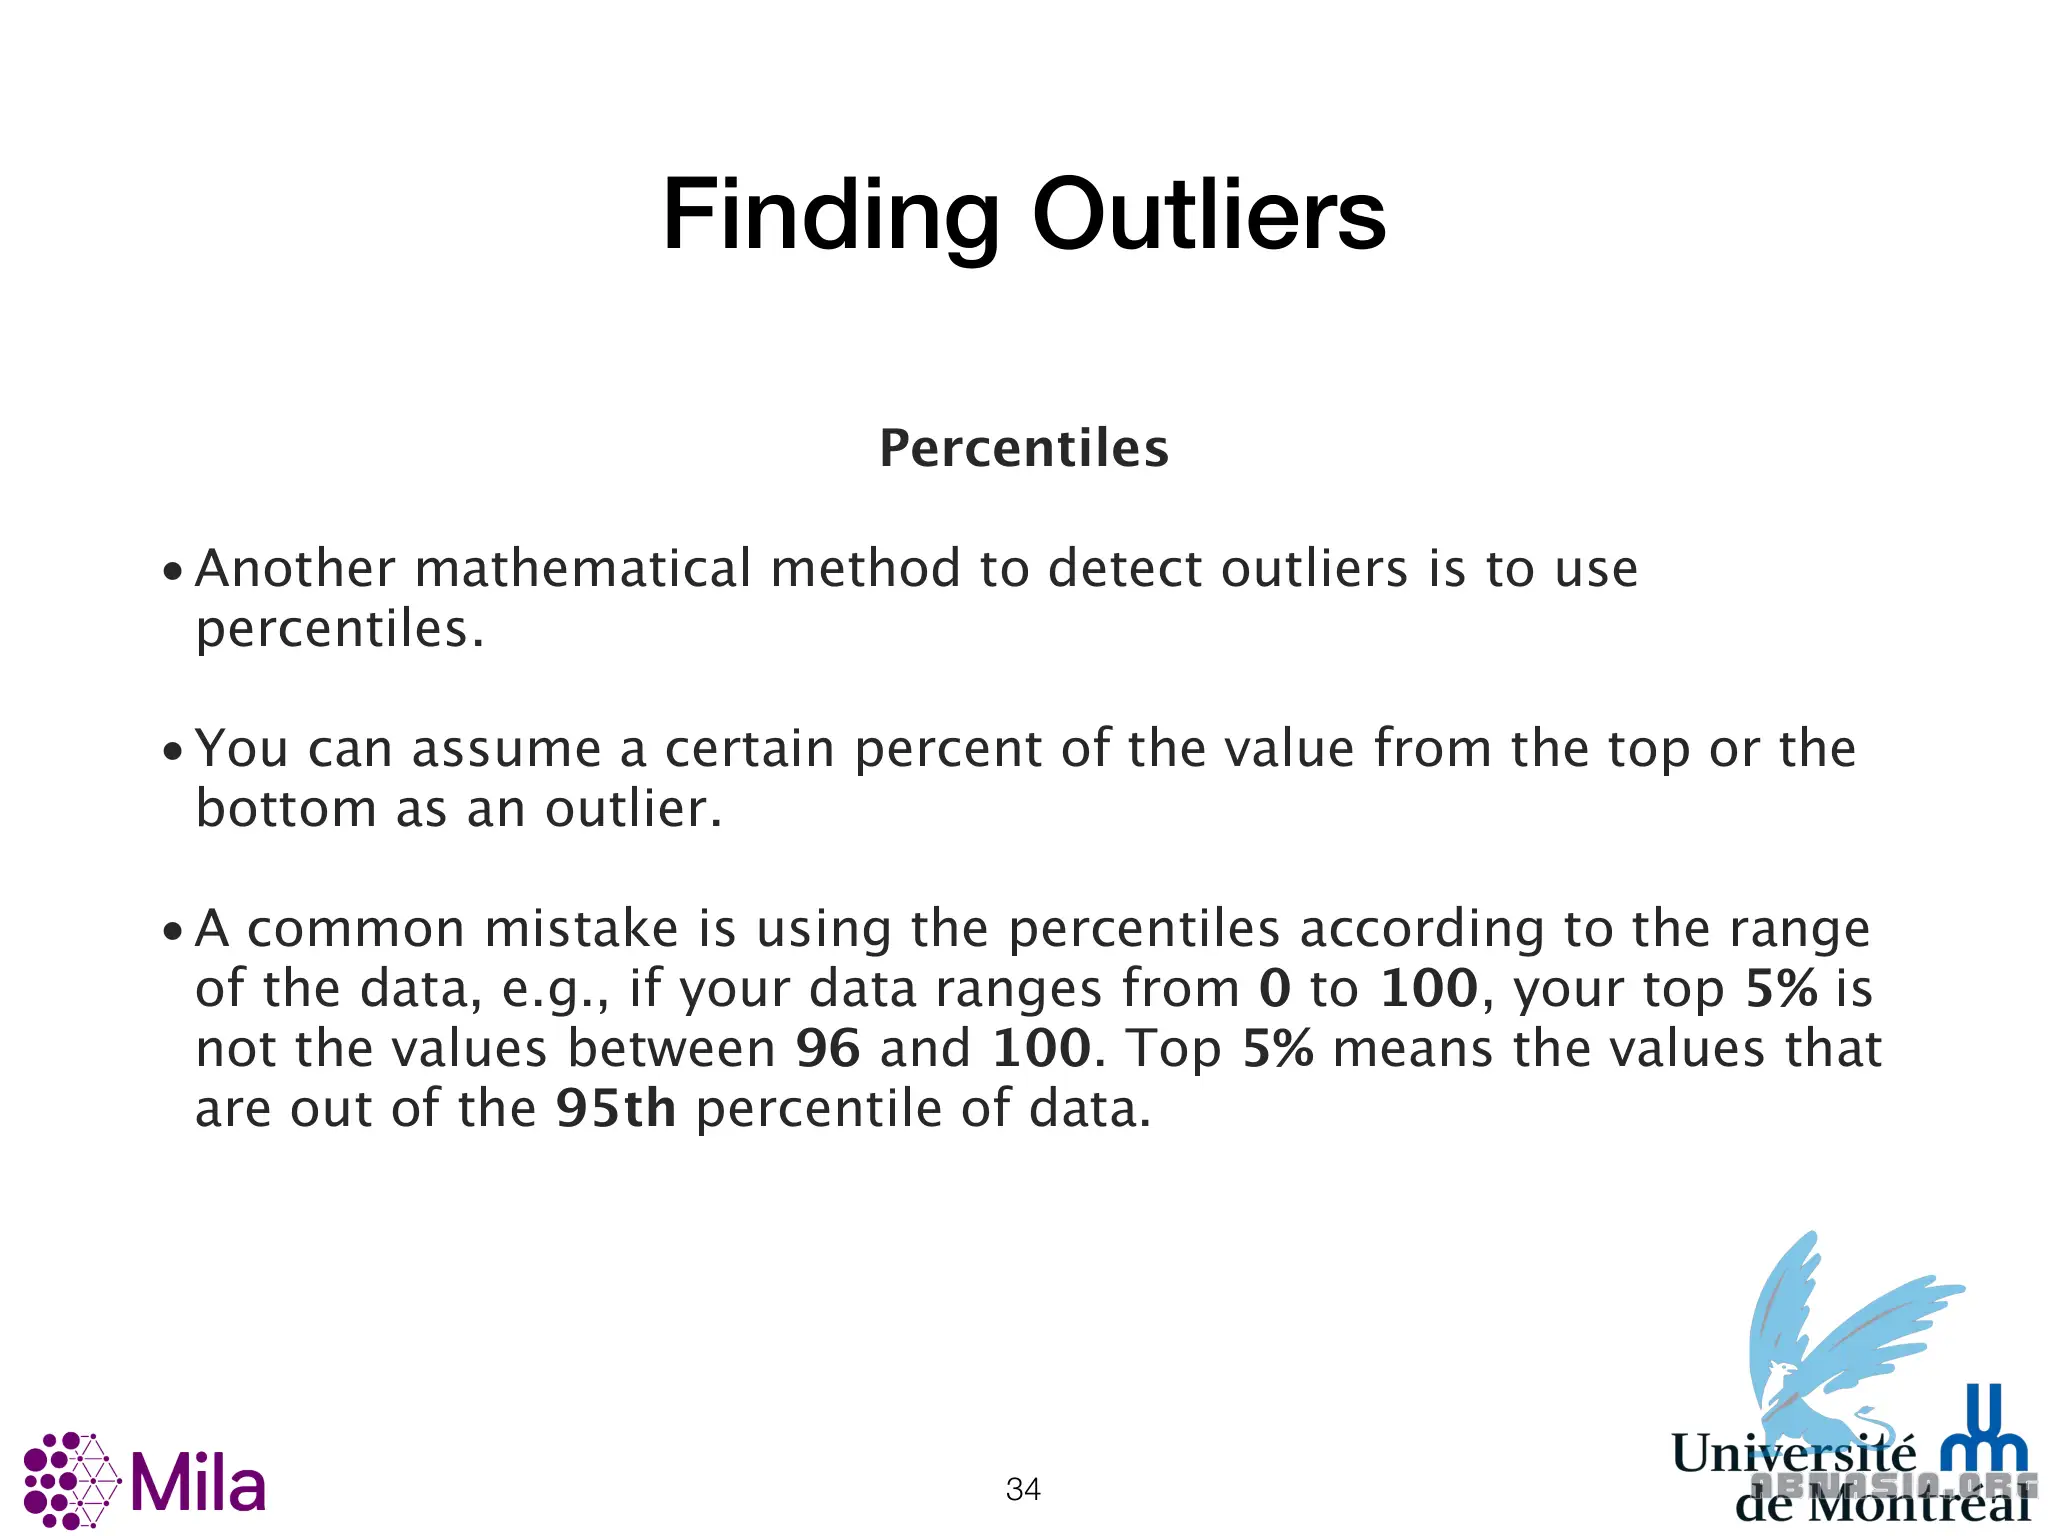 Finding Outliers
Percentiles
• Another mathematical method to detect outliers is to use
percentiles.
• You can assume a certain percent of the value from the top or the
bottom as an outlier.
• A common mistake is using the percentiles according to the range
of the data, e.g., if your data ranges from 0 to 100, your top 5% is
not the values between 96 and 100. Top 5% means the values that
are out of the 95th percentile of data.
Mila
34
Université
ABNASIA.ORG
de Montréal